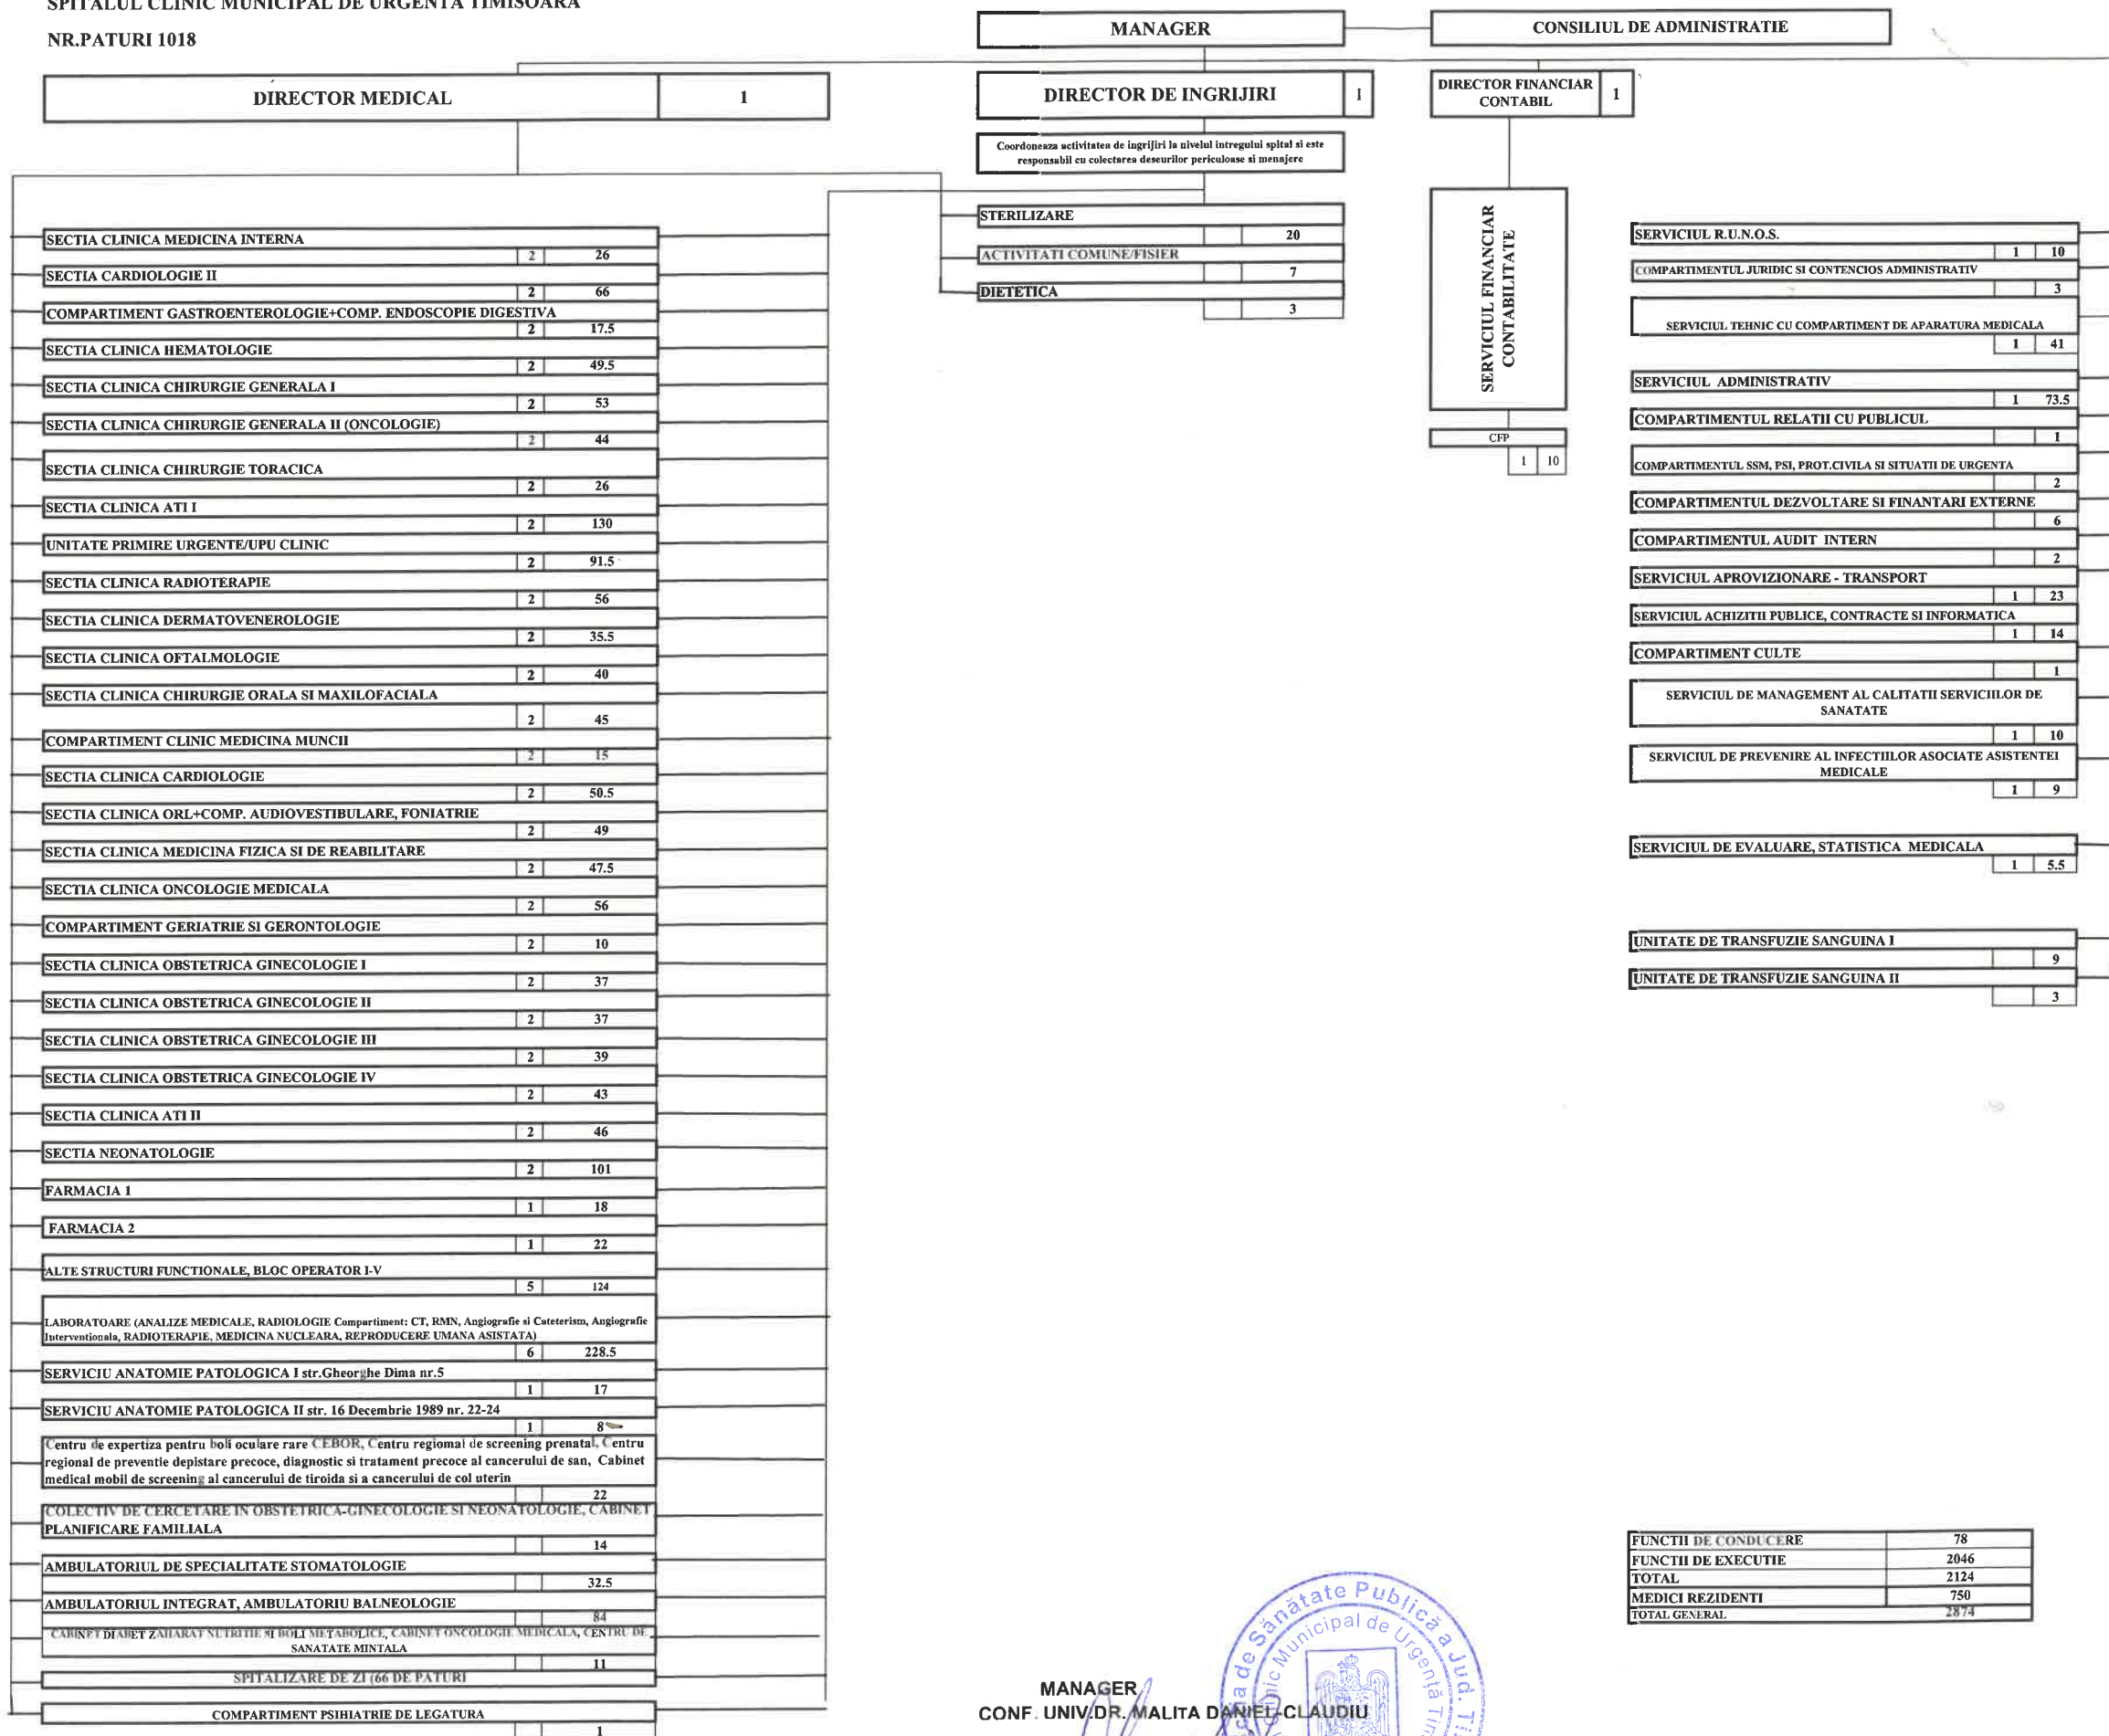 SPITALUL CLINIC MUNICIPAL DE URGENTA TIMISOARA
NR.PATURI 1018
MANAGER
CONSILIUL DE ADMINISTRATIE
DIRECTOR MEDICAL 1
DIRECTOR DE INGRIJIRI 1
DIRECTOR FINANCIAR
CONTABIL 1
Coordoneaza activitatea de ingrijiri la nivelul intregului spital si este
responsabil cu colectarea deseurilor periculoase si menajere
SECTIA CLINICA MEDICINA INTERNA
2 26
SECTIA CARDIOLOGIE II
2 66
COMPARTIMENT GASTROENTEROLOGIE+COMP. ENDOSCOPIE DIGESTIVA
2 17.5
SECTIA CLINICA HEMATOLOGIE
2 49.5
SECTIA CLINICA CHIRURGIE GENERALA I
2 53
SECTIA CLINICA CHIRURGIE GENERALA II (ONCOLOGIE)
2 44
SECTIA CLINICA CHIRURGIE TORACICA
2 26
SECTIA CLINICA ATI I
2 130
UNITATE PRIMIRE URGENTE/UPU CLINIC
2 91.5
SECTIA CLINICA RADIOTERAPIE
2 56
SECTIA CLINICA DERMATOVENEROLOGIE
2 35.5
SECTIA CLINICA OFTALMOLOGIE
2 40
SECTIA CLINICA CHIRURGIE ORALA SI MAXILOFACIALA
2 45
COMPARTIMENT CLINIC MEDICINA MUNCII
2 15
SECTIA CLINICA CARDIOLOGIE
2 50.5
SECTIA CLINICA ORL+COMP. AUDIOVESTIBULARE, FONIATRIE
2 49
SECTIA CLINICA MEDICINA FIZICA SI DE REABILITARE
2 47.5
SECTIA CLINICA ONCOLOGIE MEDICALA
2 56
COMPARTIMENT GERIATRIE SI GERONTOLOGIE
2 10
SECTIA CLINICA OBSTETRICA GINECOLOGIE I
2 37
SECTIA CLINICA OBSTETRICA GINECOLOGIE II
2 37
SECTIA CLINICA OBSTETRICA GINECOLOGIE III
2 39
SECTIA CLINICA OBSTETRICA GINECOLOGIE IV
2 43
SECTIA CLINICA ATI II
2 46
SECTIA NEONATOLOGIE
2 101
FARMACIA 1
1 18
FARMACIA 2
1 22
ALTE STRUCTURI FUNCTIONALE, BLOC OPERATOR I-V
5 124
LABORATOARE (ANALIZE MEDICALE, RADIOLOGIE Compartiment: CT, RMN, Angiografie si Cateterism, Angiografie
Interventionala, RADIOTERAPIE, MEDICINA NUCLEARA, REPRODUCERE UMANA ASISTATA)
6 228.5
SERVICIU ANATOMIE PATOLOGICA I str.Gheorghe Dima nr.5
1 17
SERVICIU ANATOMIE PATOLOGICA II str. 16 Decembrie 1989 nr. 22-24
1 8
Centru de expertiza pentru boli oculare rare CEBOR, Centru regiomal de screening prenatal, Centru
regional de preventie depistare precoce, diagnostic si tratament precoce al cancerului de san, Cabinet
medical mobil de screening al cancerului de tiroida si a cancerului de col uterin
22
COLECTIV DE CERCETARE IN OBSTETRICA-GINECOLOGIE SI NEONATOLOGIE, CABINET
PLANIFICARE FAMILIALA
14
AMBULATORIUL DE SPECIALITATE STOMATOLOGIE
32.5
AMBULATORIUL INTEGRAT, AMBULATORIU BALNEOLOGIE
84
CABINET DIABET ZAHARAT NUTRITIE SI BOLI METABOLICE, CABINET ONCOLOGIE MEDICALA, CENTRU DE
SANATATE MINTALA
11
SPITALIZARE DE ZI (66 DE PATURI
COMPARTIMENT PSIHIATRIE DE LEGATURA
1
STERILIZARE
20
ACTIVITATI COMUNE/FISIER
7
DIETETICA
3
SERVICIUL FINANCIAR
CONTABILITATE
CFP
1 10
SERVICIUL R.U.N.O.S.
1 10
COMPARTIMENTUL JURIDIC SI CONTENCIOS ADMINISTRATIV
3
SERVICIUL TEHNIC CU COMPARTIMENT DE APARATURA MEDICALA
1 41
SERVICIUL ADMINISTRATIV
1 73.5
COMPARTIMENTUL RELATII CU PUBLICUL
1
COMPARTIMENTUL SSM, PSI, PROT.CIVILA SI SITUATII DE URGENTA
2
COMPARTIMENTUL DEZVOLTARE SI FINANTARI EXTERNE
6
COMPARTIMENTUL AUDIT INTERN
2
SERVICIUL APROVIZIONARE - TRANSPORT
1 23
SERVICIUL ACHIZITII PUBLICE, CONTRACTE SI INFORMATICA
1 14
COMPARTIMENT CULTE
1
SERVICIUL DE MANAGEMENT AL CALITATII SERVICIILOR DE
SANATATE
1 10
SERVICIUL DE PREVENIRE AL INFECTIILOR ASOCIATE ASISTENTEI
MEDICALE
1 9
SERVICIUL DE EVALUARE, STATISTICA MEDICALA
1 5.5
UNITATE DE TRANSFUZIE SANGUINA I
9
UNITATE DE TRANSFUZIE SANGUINA II
3
FUNCTII DE CONDUCERE 78
FUNCTII DE EXECUTIE 2046
TOTAL 2124
MEDICI REZIDENTI 750
TOTAL GENERAL 2874
MANAGER
CONF. UNIV.DR. MALITA DANIEL-CLAUDIU
de Sănătate Publică a Jud.
Municipal de Urgență